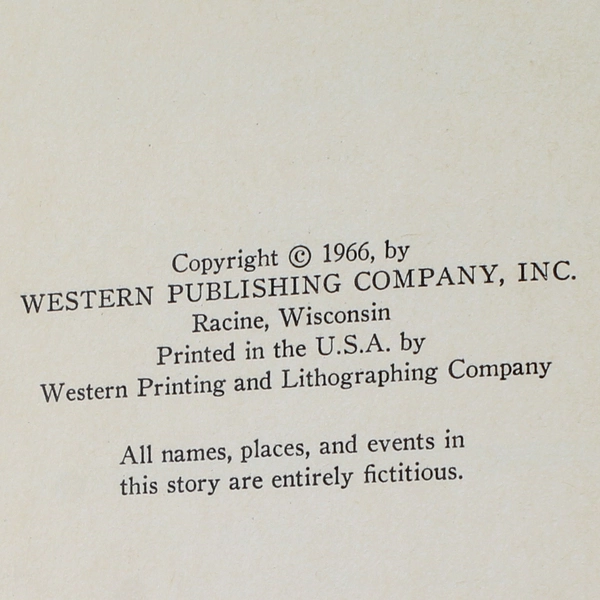 Copyright © 1966, by
WESTERN PUBLISHING COMPANY, INC.
Racine, Wisconsin
Printed in the U.S.A. by
Western Printing and Lithographing Company
All names, places, and events in
this story are entirely fictitious.